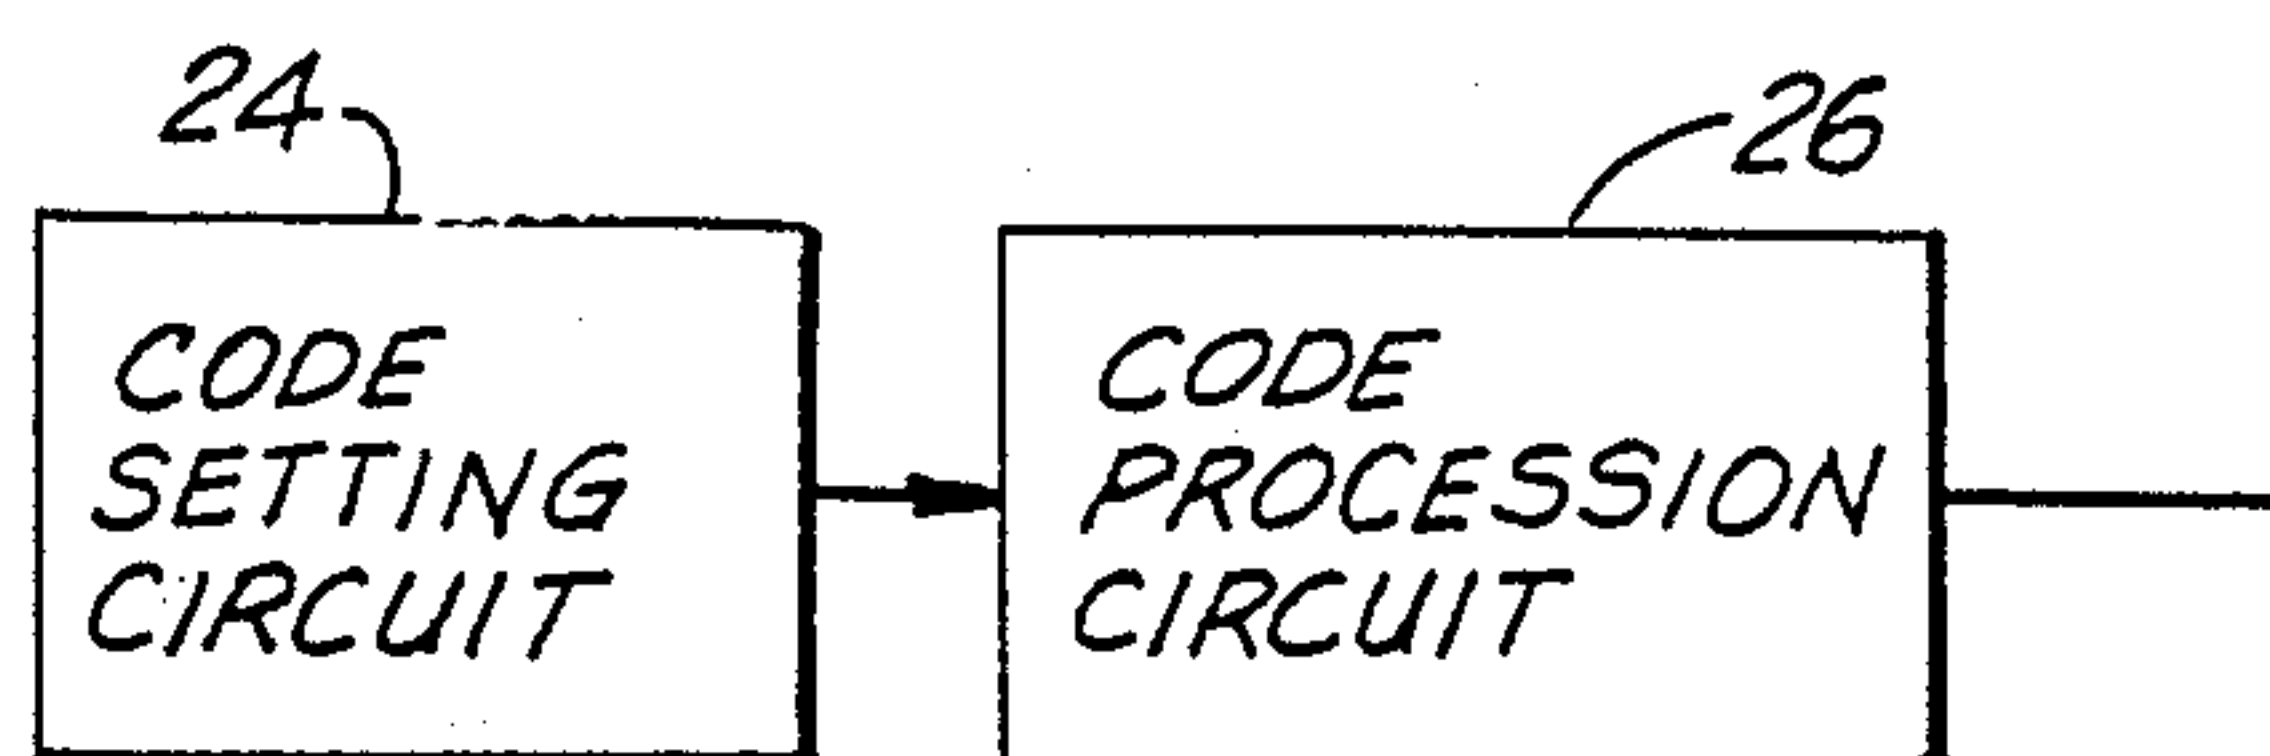 24
26
CODE
SETTING
CIRCUIT
CODE
PROCESSION
CIRCUIT